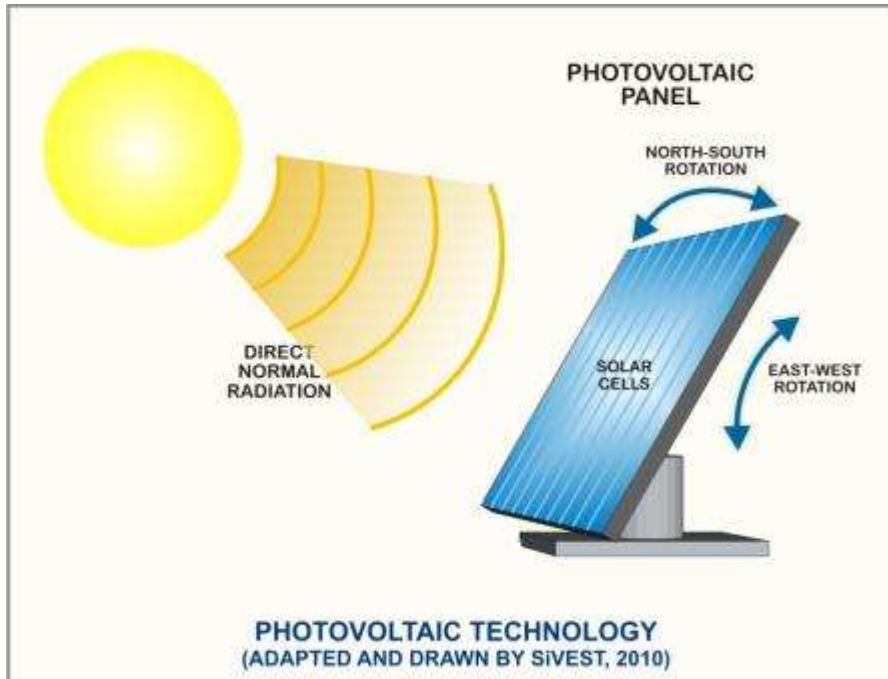 PHOTOVOLTAIC
PANEL
NORTH-SOUTH
ROTATION
DIRECT
NORMAL
RADIATION
SOLAR
CELLS
EAST-WEST
ROTATION
PHOTOVOLTAIC TECHNOLOGY
(ADAPTED AND DRAWN BY SiVEST, 2010)